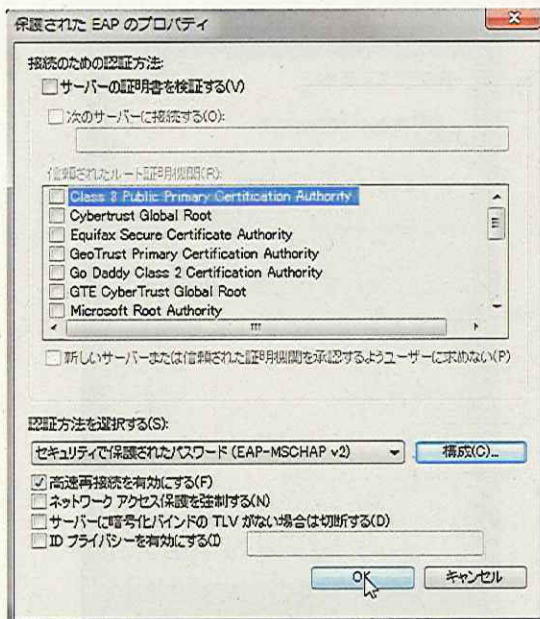 保護された EAP のプロパティ
接続のための認証方法:
サーバーの証明書を検証する(V)
次のサーバーに接続する(O):
信頼されたルート証明機関(R):
Class 3 Public Primary Certification Authority
Cybertrust Global Root
Equifax Secure Certificate Authority
GeoTrust Primary Certification Authority
Go Daddy Class 2 Certification Authority
GTE CyberTrust Global Root
Microsoft Root Authority
新しいサーバーまたは信頼された証明機関を承認するようユーザーに求めない(P)
認証方法を選択する(S):
セキュリティで保護されたパスワード (EAP-MSCHAP v2)
構成(C)...
高速再接続を有効にする(F)
ネットワーク アクセス保護を強制する(N)
サーバーに暗号化バインドの TLV がない場合は切断する(D)
ID プライバシーを有効にする(I)
OK
キャンセル